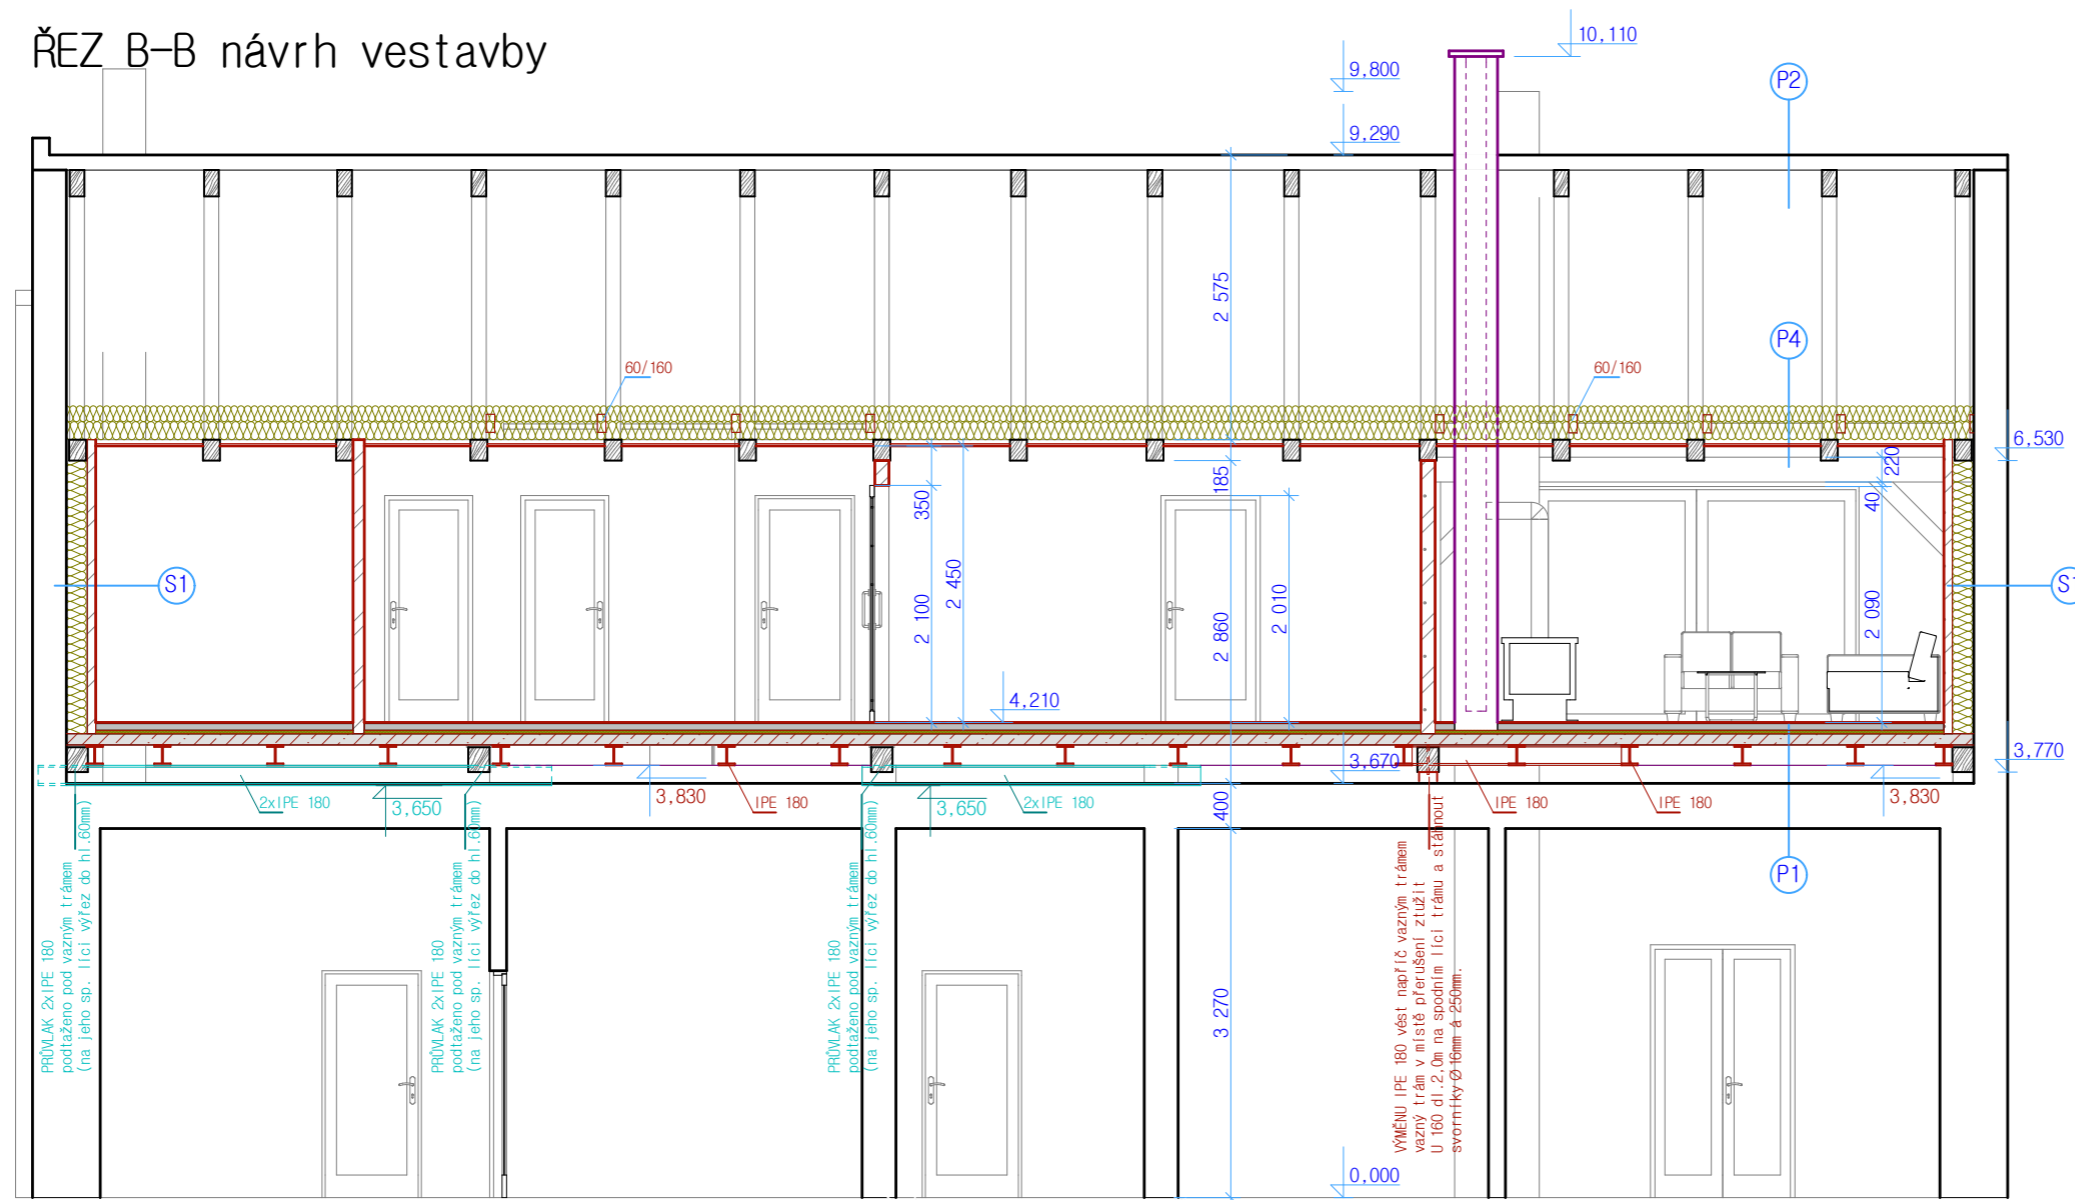 ŘEZ B-B návrh vestavby
10,110
9,800
P2
9,290
2 575
P4
60/160
60/160
6,530
185
220
350
40
S1
S1
2 100
2 450
2 860
2 010
2 090
4,210
3,670
3,770
2xIPE 180
3,650
3,830
IPE 180
3,650
2xIPE 180
400
IPE 180
IPE 180
3,830
P1
PRŮVLAK 2xIPE 180
podtaženo pod vazným trámem
(na jeho sp. líci výřez do hl.60mm)
PRŮVLAK 2xIPE 180
podtaženo pod vazným trámem
(na jeho sp. líci výřez do hl.60mm)
PRŮVLAK 2xIPE 180
podtaženo pod vazným trámem
(na jeho sp. líci výřez do hl.60mm)
3 270
VÝMĚNU IPE 180 vést napříč vazným trámem
vazný trám v místě přerušení ztužit
U 160 dl.2,0m na spodním líci trámu a stáhnout
svorníky Ø 16mm á 250mm.
0,000